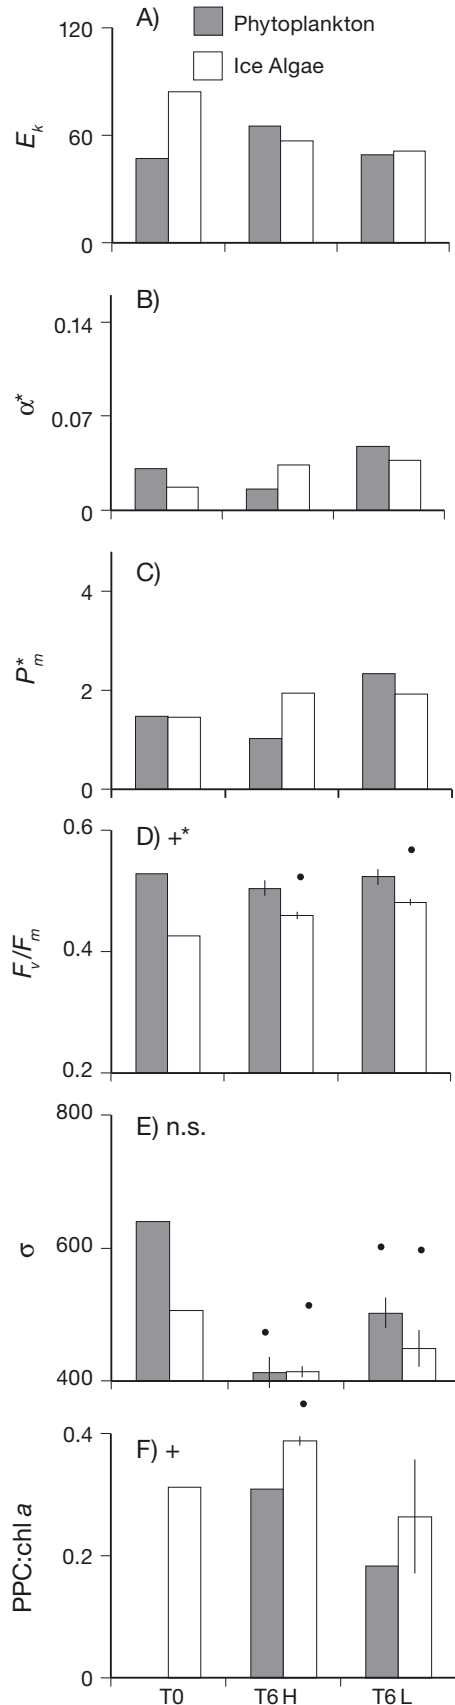 A)
Phytoplankton
Ice Algae
120
60
0
E_k
B)
0.14
0.07
0
α*
C)
4
2
0
P*_m
D) +*
0.6
0.4
0.2
F_v/F_m
E) n.s.
800
600
400
σ
F) +
0.4
0.2
0
PPC:chl a
T0 T6 H T6 L